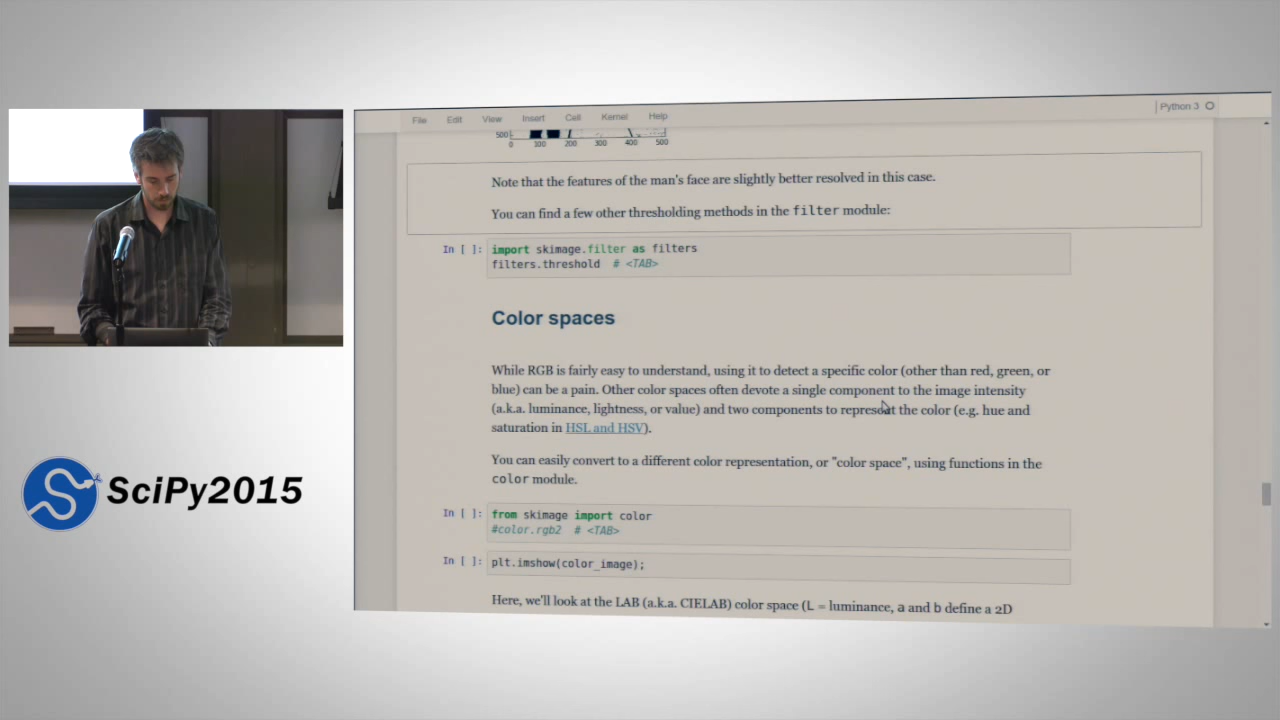 File Edit View Insert Cell Kernel Help
Python 3
500
0 100 200 300 400 500
Note that the features of the man's face are slightly better resolved in this case.
You can find a few other thresholding methods in the filter module:
In [ ]: import skimage.filter as filters
filters.threshold # <TAB>
Color spaces
While RGB is fairly easy to understand, using it to detect a specific color (other than red, green, or
blue) can be a pain. Other color spaces often devote a single component to the image intensity
(a.k.a. luminance, lightness, or value) and two components to represent the color (e.g. hue and
saturation in HSL and HSV).
You can easily convert to a different color representation, or "color space", using functions in the
color module.
In [ ]: from skimage import color
#color.rgb2 # <TAB>
In [ ]: plt.imshow(color_image);
Here, we'll look at the LAB (a.k.a. CIELAB) color space (L = luminance, a and b define a 2D
SciPy2015